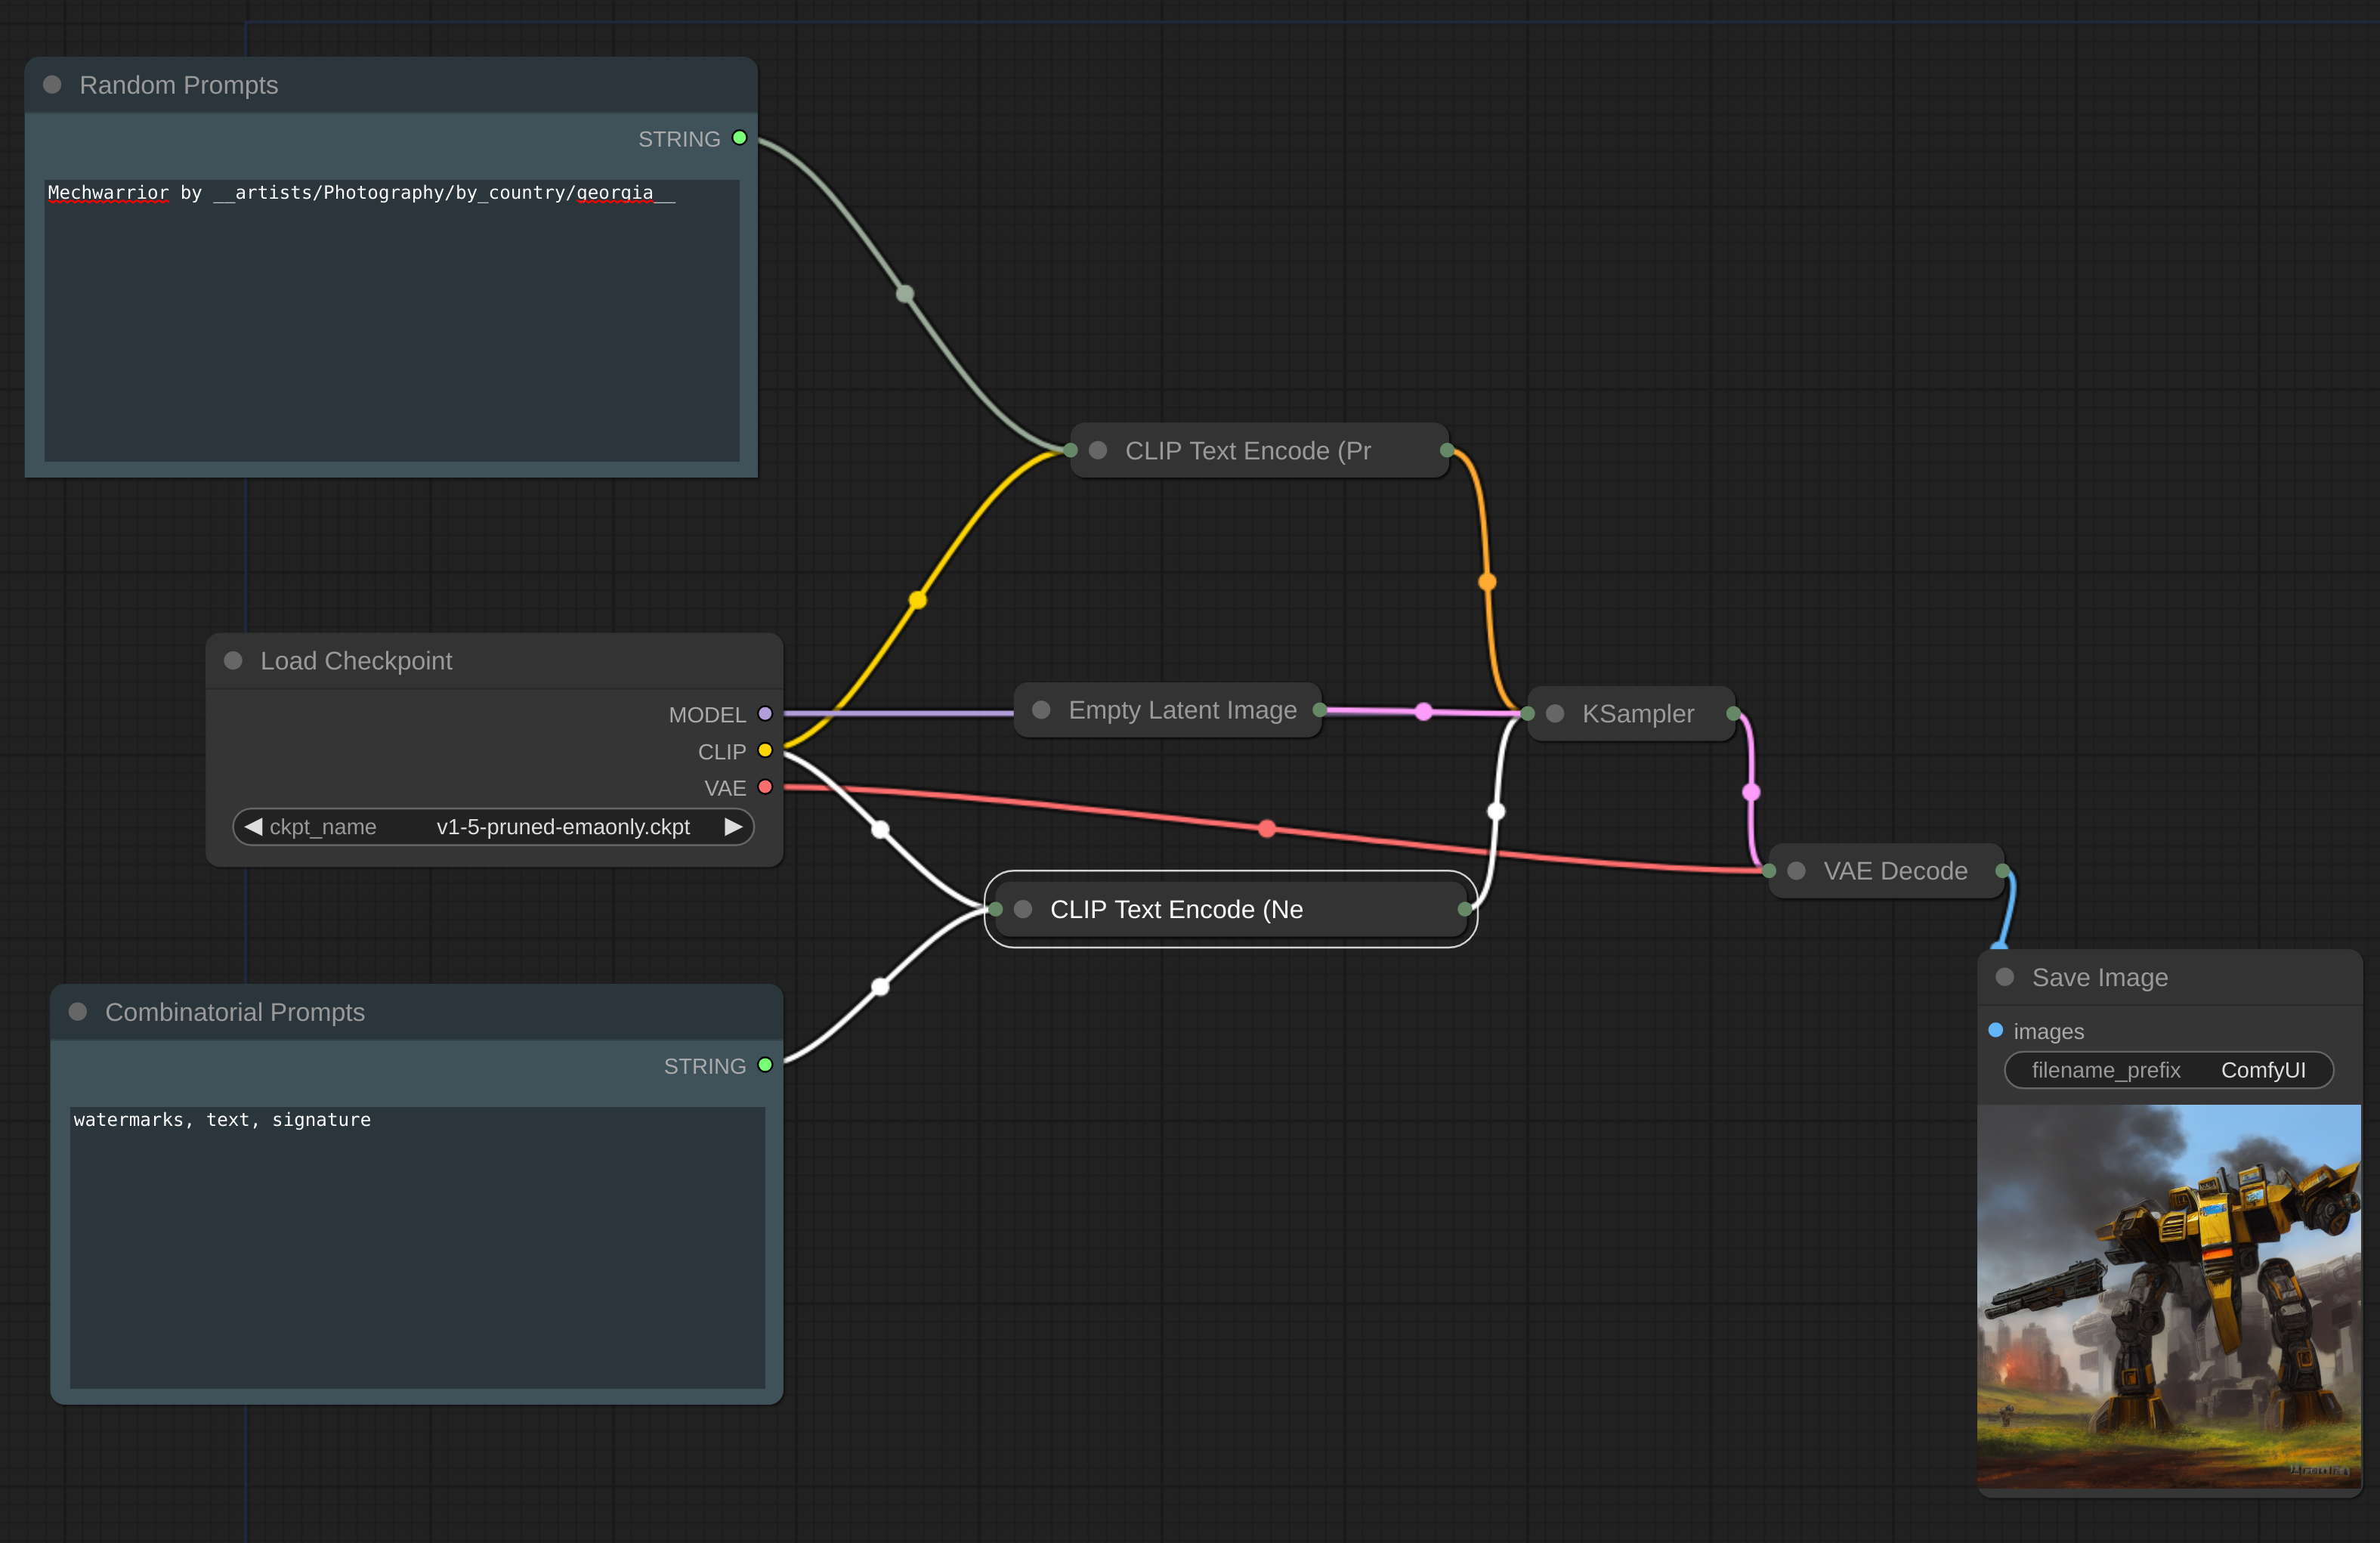 Random Prompts
STRING
Mechwarrior by __artists/Photography/by_country/georgia__
CLIP Text Encode (Pr
Load Checkpoint
MODEL
CLIP
VAE
ckpt_name v1-5-pruned-emaonly.ckpt
Empty Latent Image
KSampler
VAE Decode
CLIP Text Encode (Ne
Combinatorial Prompts
STRING
watermarks, text, signature
Save Image
images
filename_prefix ComfyUI